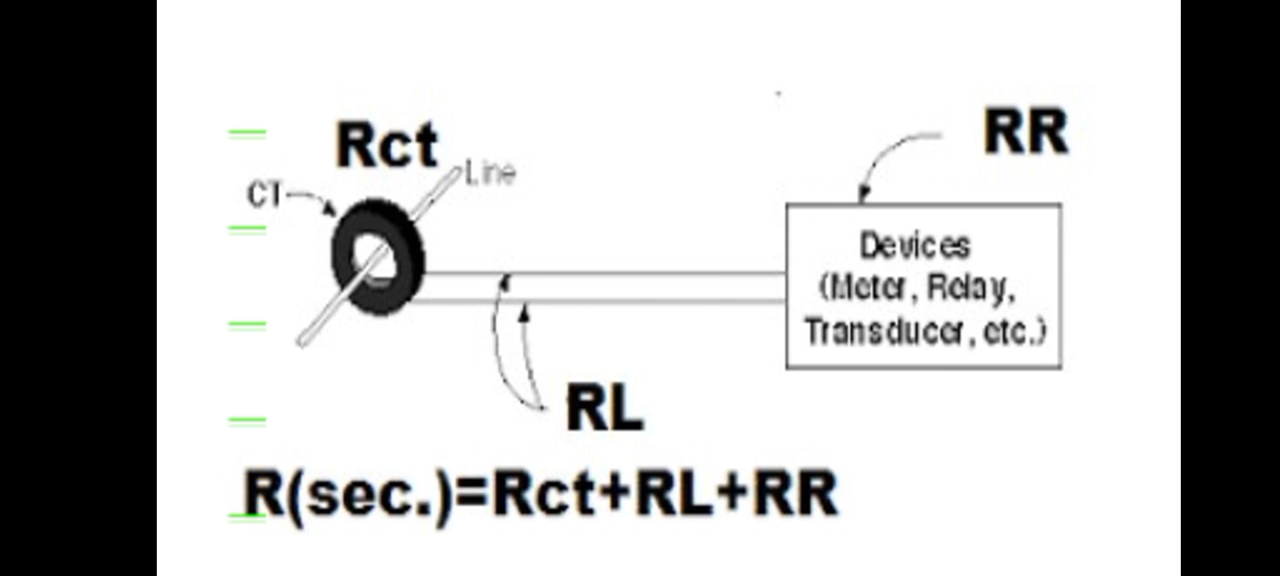 Rct
Line
CT
RR
Devices
(Meter, Relay,
Transducer, etc.)
RL
R(sec.)=Rct+RL+RR